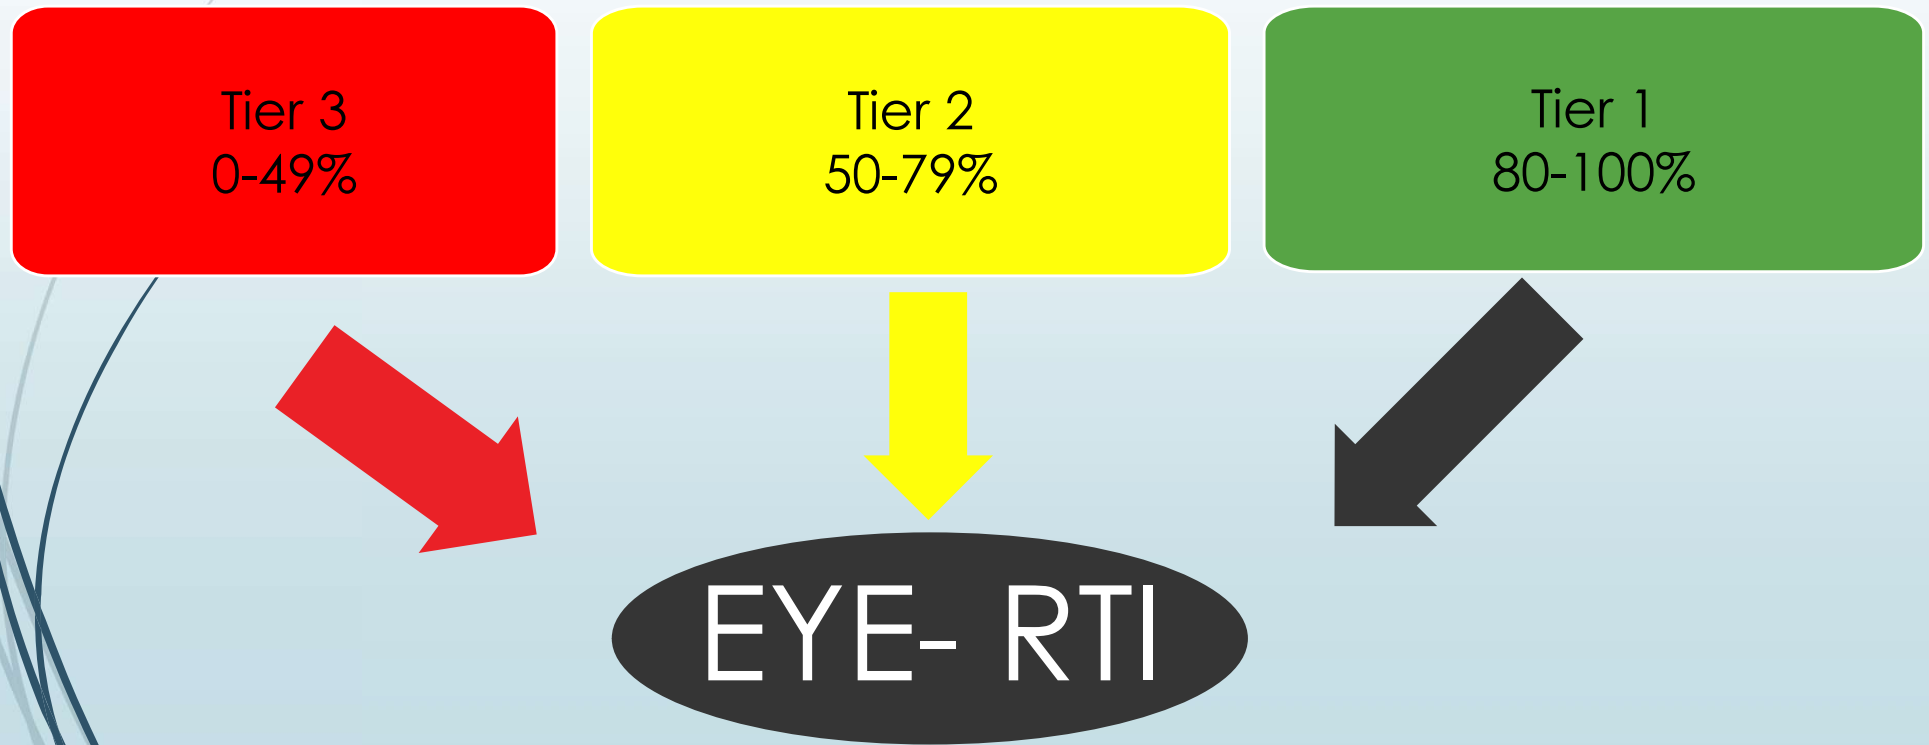 Tier 3
0-49%
Tier 2
50-79%
Tier 1
80-100%
EYE- RTI